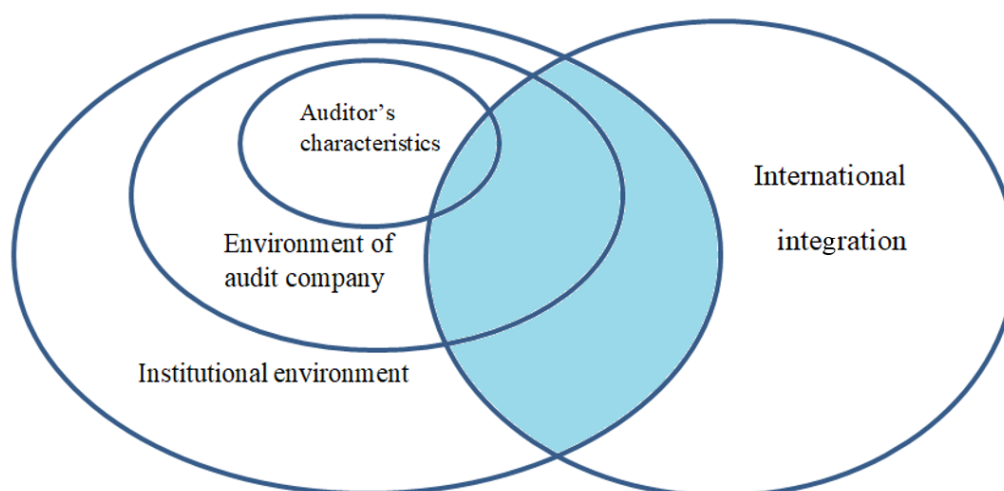 Auditor’s
characteristics
Environment of
audit company
Institutional environment
International
integration